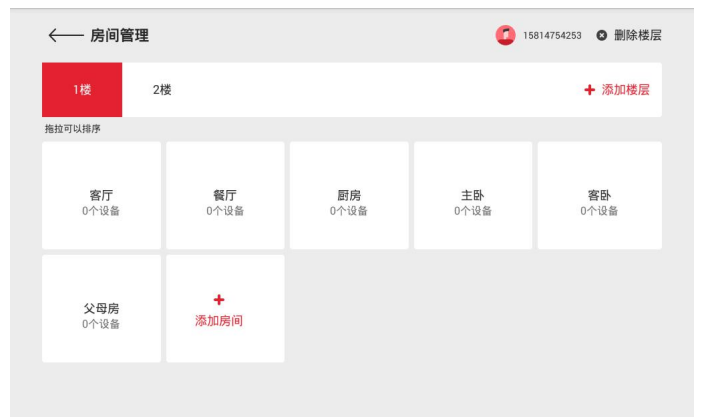 房间管理
15814754253
删除楼层
1楼
2楼
添加楼层
拖拉可以排序
客厅
0个设备
餐厅
0个设备
厨房
0个设备
主卧
0个设备
客卧
0个设备
父母房
0个设备
添加房间